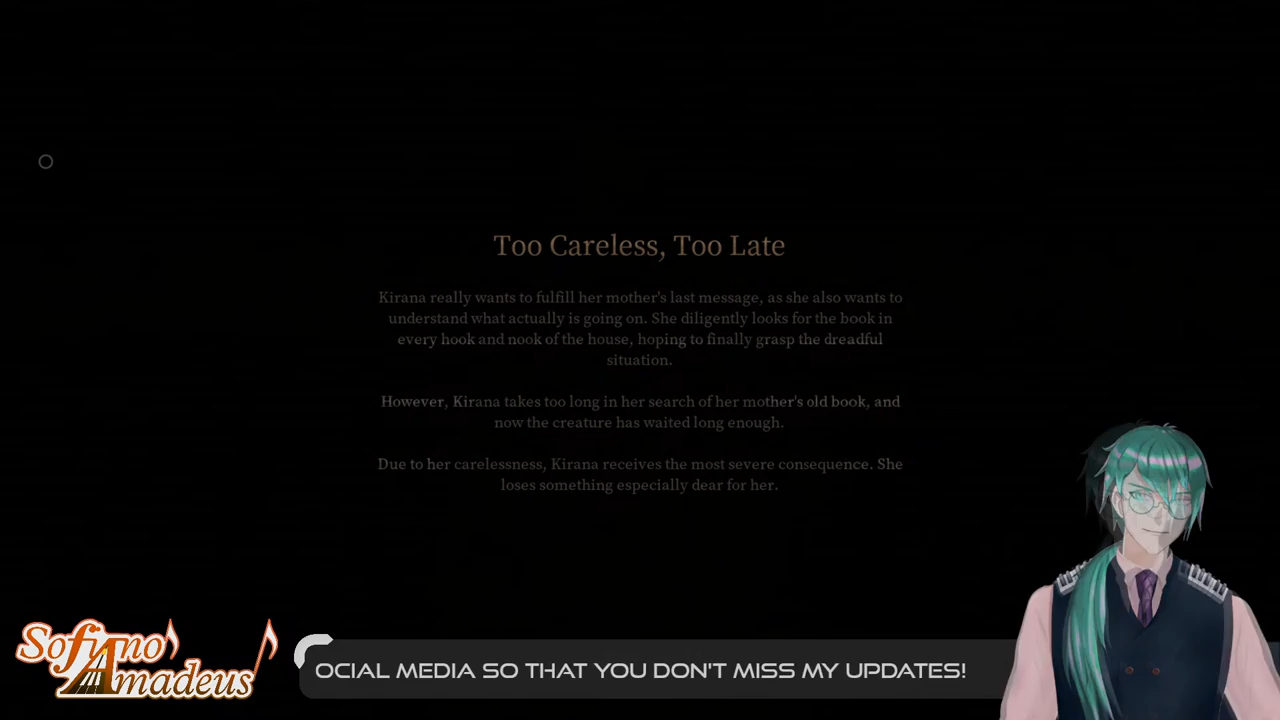 Too Careless, Too Late
Kirana really wants to fulfill her mother's last message, as she also wants to
understand what actually is going on. She diligently looks for the book in
every hook and nook of the house, hoping to finally grasp the dreadful
situation.
However, Kirana takes too long in her search of her mother's old book, and
now the creature has waited long enough.
Due to her carelessness, Kirana receives the most severe consequence. She
loses something especially dear for her.
Sofiano
Amadeus
OCIAL MEDIA SO THAT YOU DON'T MISS MY UPDATES!